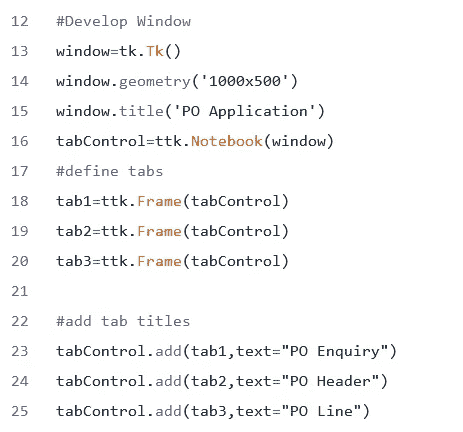 12 #Develop Window
13 window=tk.Tk()
14 window.geometry('1000x500')
15 window.title('PO Application')
16 tabControl=ttk.Notebook(window)
17 #define tabs
18 tab1=ttk.Frame(tabControl)
19 tab2=ttk.Frame(tabControl)
20 tab3=ttk.Frame(tabControl)
21
22 #add tab titles
23 tabControl.add(tab1,text="PO Enquiry")
24 tabControl.add(tab2,text="PO Header")
25 tabControl.add(tab3,text="PO Line")